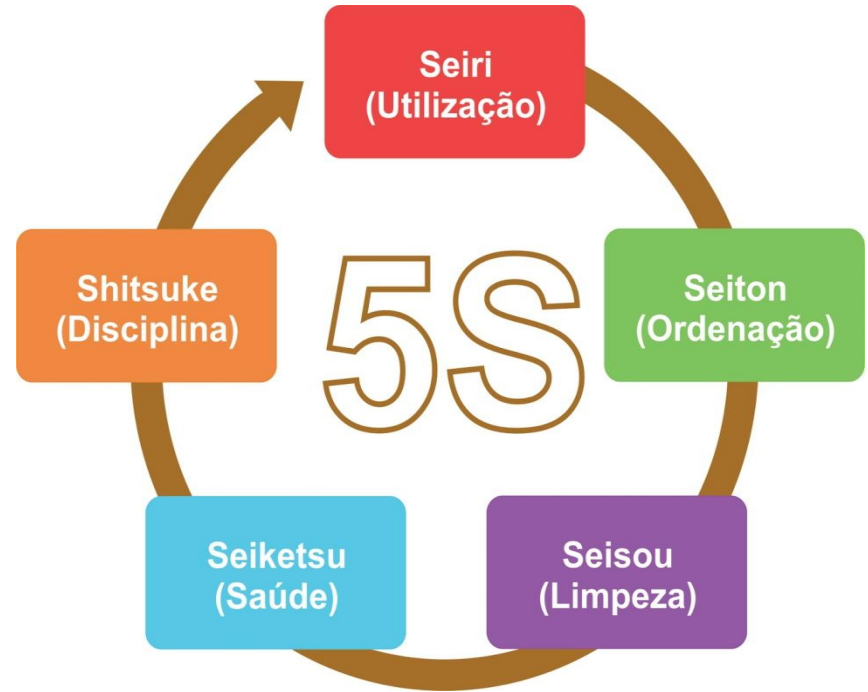 Seiri
(Utilização)
Seiton
(Ordenação)
Seisou
(Limpeza)
Seiketsu
(Saúde)
Shitsuke
(Disciplina)
5S